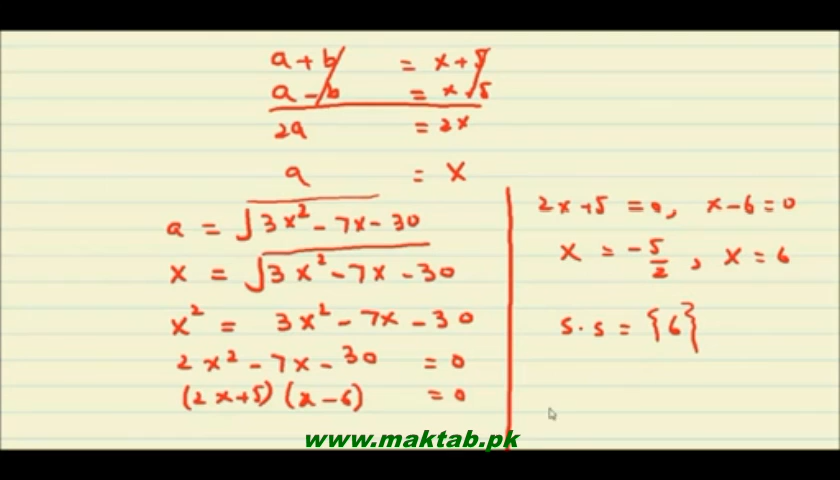 a + b = x + 5
a - b = x - 5
2a = 2x
a = x
a = √3x² - 7x - 30
x = √3x² - 7x - 30
x² = 3x² - 7x - 30
2x² - 7x - 30 = 0
(2x+5) (x-6) = 0
2x+5 = 0, x-6 = 0
x = -5/2, x = 6
S.S = {6}
www.maktab.pk